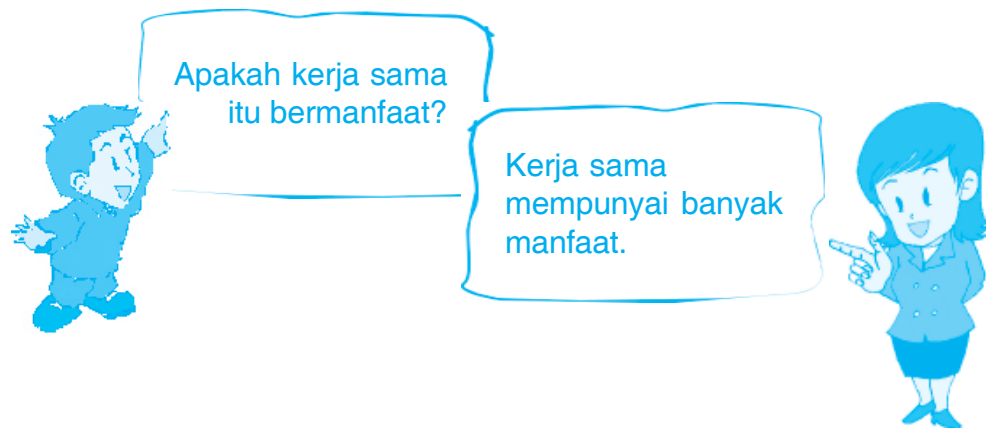 Apakah kerja sama
itu bermanfaat?
Kerja sama
mempunyai banyak
manfaat.